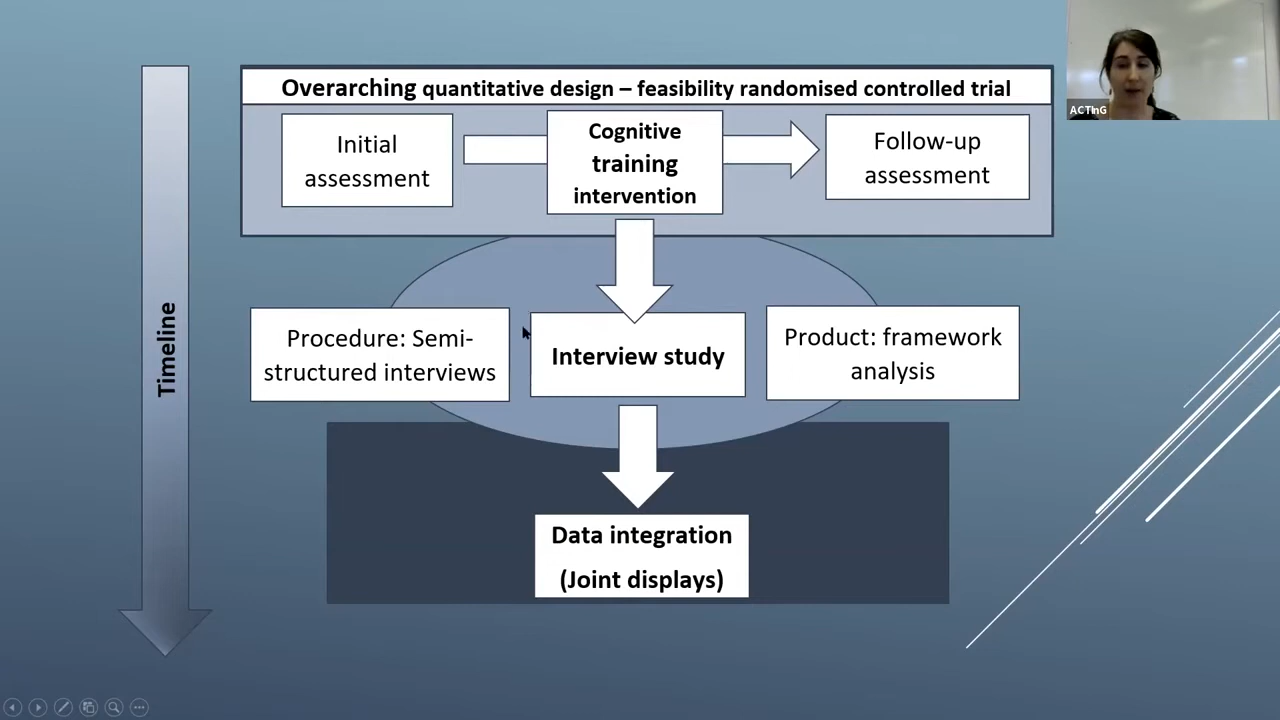 Overarching quantitative design – feasibility randomised controlled trial
ACTInG
Initial
assessment
Cognitive
training
intervention
Follow-up
assessment
Timeline
Procedure: Semi-
structured interviews
Interview study
Product: framework
analysis
Data integration
(Joint displays)